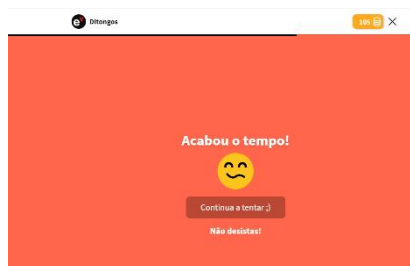 e Ditongos
105
Acabou o tempo!
Continua a tentar ;)
Não desistas!